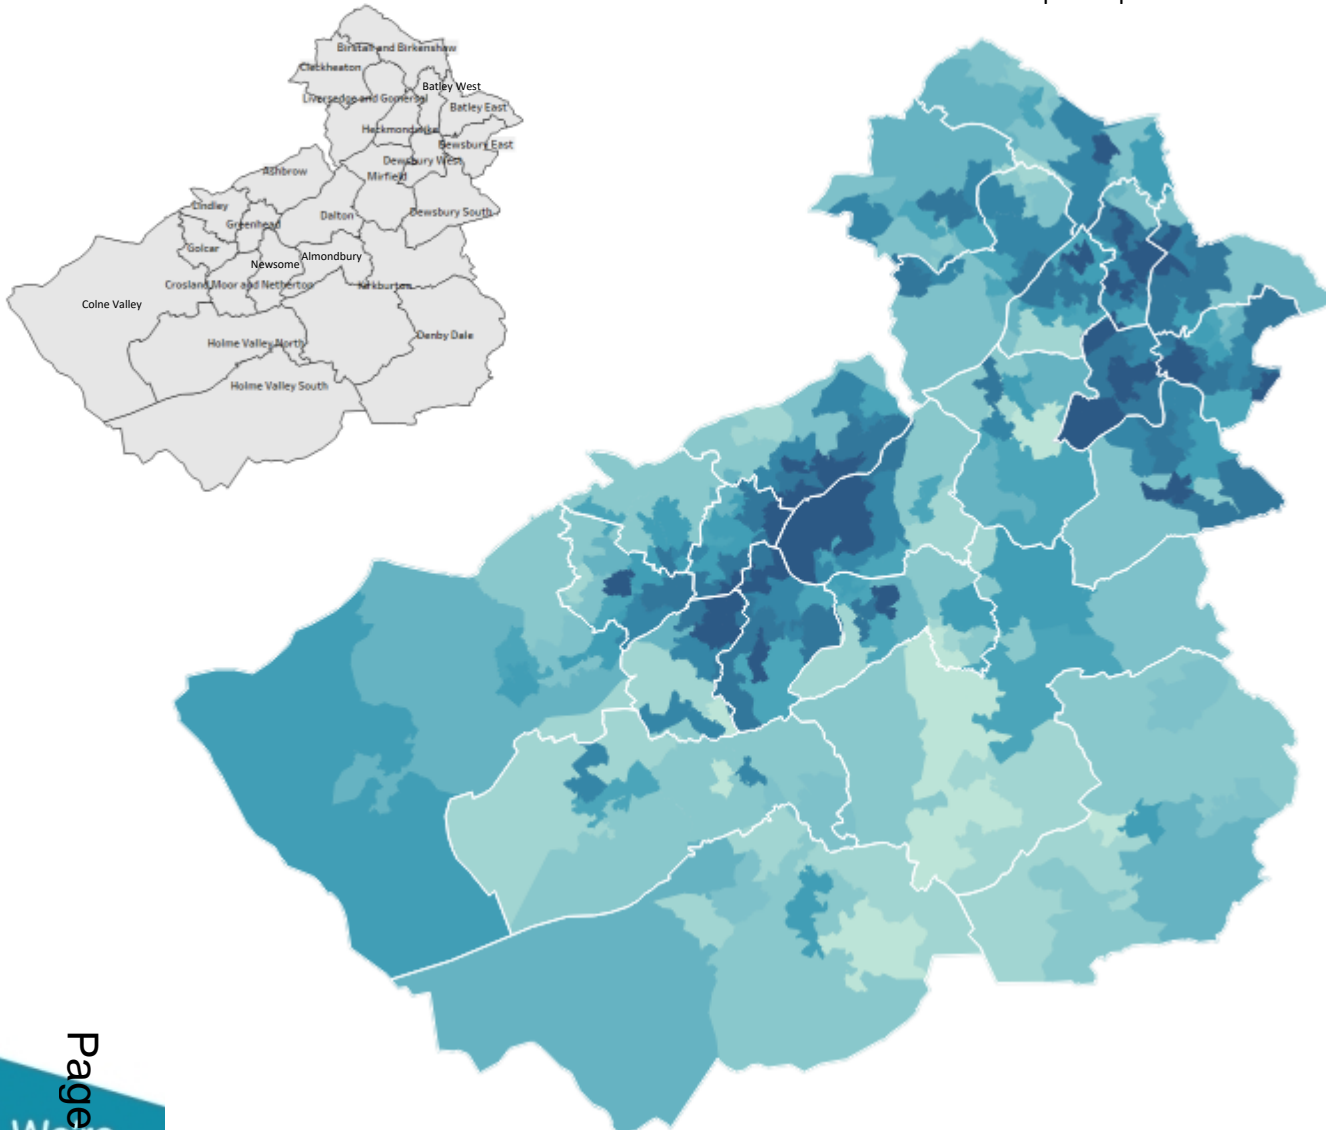 Birstall and Birkenshaw
Cleckheaton
Batley West
Liversedge and Gomersal
Batley East
Heckmondwike
Dewsbury East
Dewsbury West
Ashbrow
Mirfield
Lindley
Dalton
Dewsbury South
Greenhead
Golcar
Almondbury
Newsome
Crosland Moor and Netherton
Kirkburton
Colne Valley
Denby Dale
Holme Valley North
Holme Valley South
Page